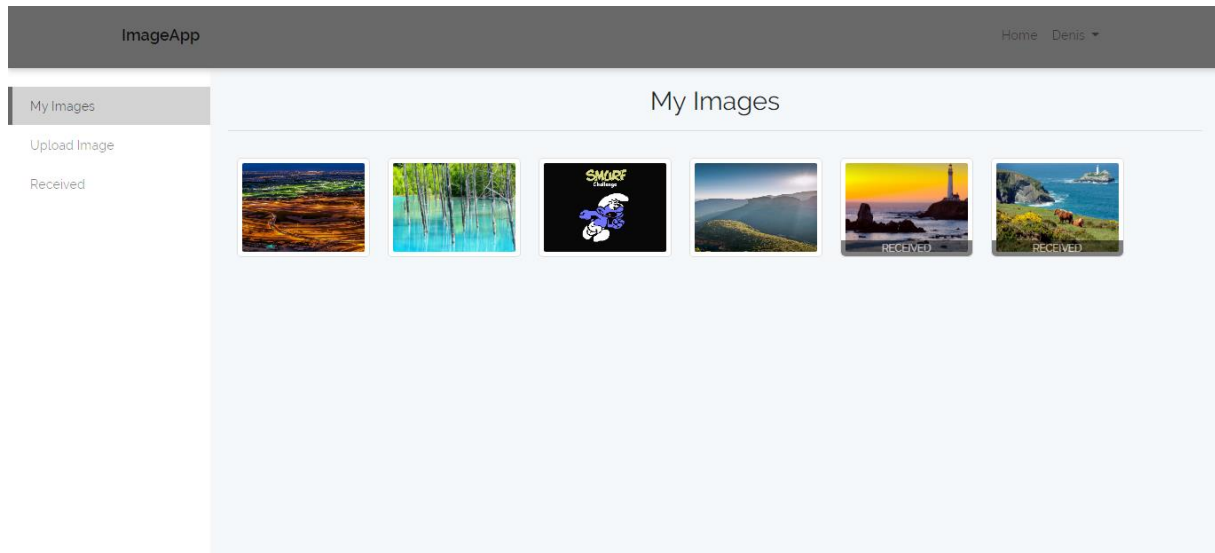 ImageApp
Home Denis
My Images
Upload Image
Received
My Images
SMURF
Challenge
RECEIVED
RECEIVED